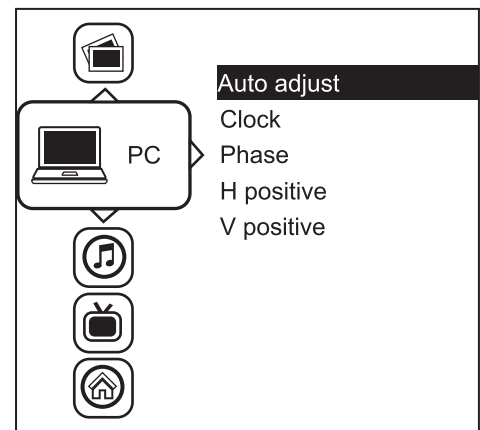 Auto adjust
Clock
PC
Phase
H positive
V positive